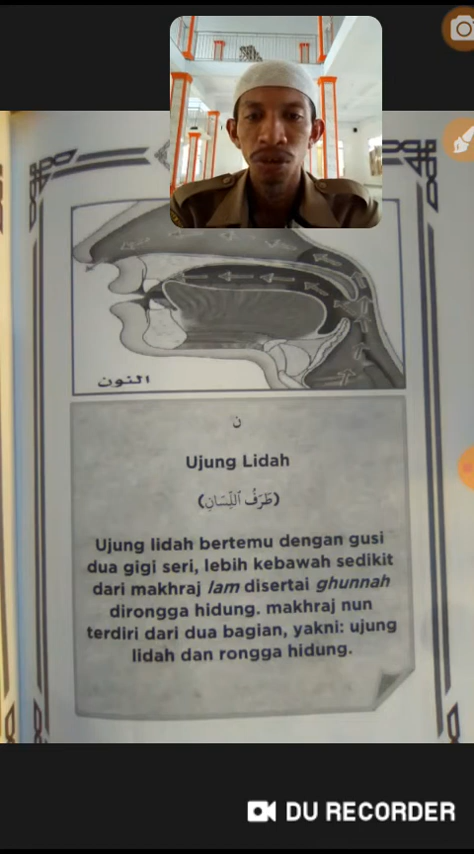 النون
ن
Ujung Lidah
(طَرَفُ ٱللِّسَانِ)
Ujung lidah bertemu dengan gusi
dua gigi seri, lebih kebawah sedikit
dari makhraj lam disertai ghunnah
dirongga hidung. makhraj nun
terdiri dari dua bagian, yakni: ujung
lidah dan rongga hidung.
DU RECORDER